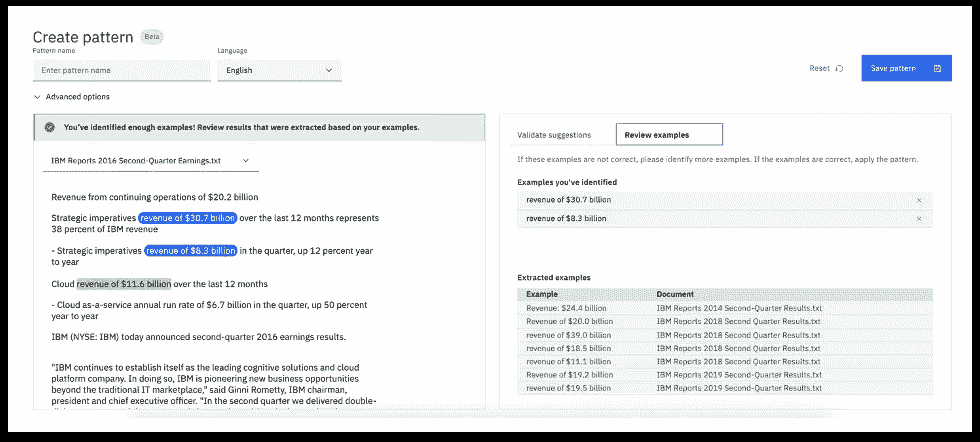 Create pattern Beta
Pattern name
Language
Enter pattern name
English
Reset
Save pattern
Advanced options
You've identified enough examples! Review results that were extracted based on your examples.
IBM Reports 2016 Second-Quarter Earnings.txt
Revenue from continuing operations of $20.2 billion
Strategic imperatives revenue of $30.7 billion over the last 12 months represents
38 percent of IBM revenue
- Strategic imperatives revenue of $8.3 billion in the quarter, up 12 percent year
to year
Cloud revenue of $11.6 billion over the last 12 months
- Cloud as-a-service annual run rate of $6.7 billion in the quarter, up 50 percent
year to year
IBM (NYSE: IBM) today announced second-quarter 2016 earnings results.
"IBM continues to establish itself as the leading cognitive solutions and cloud
platform company. In doing so, IBM is pioneering new business opportunities
beyond the traditional IT marketplace," said Ginni Rometty, IBM chairman,
president and chief executive officer. "In the second quarter we delivered double-
Validate suggestions
Review examples
If these examples are not correct, please identify more examples. If the examples are correct, apply the pattern.
Examples you've identified
revenue of $30.7 billion
revenue of $8.3 billion
Extracted examples
Example Document
Revenue: $24.4 billion IBM Reports 2014 Second-Quarter Results.txt
Revenue of $20.0 billion IBM Reports 2018 Second Quarter Results.txt
revenue of $39.0 billion IBM Reports 2018 Second Quarter Results.txt
revenue of $18.5 billion IBM Reports 2018 Second Quarter Results.txt
revenue of $11.1 billion IBM Reports 2018 Second Quarter Results.txt
Revenue of $19.2 billion IBM Reports 2019 Second-Quarter Results.txt
revenue of $19.5 billion IBM Reports 2019 Second-Quarter Results.txt